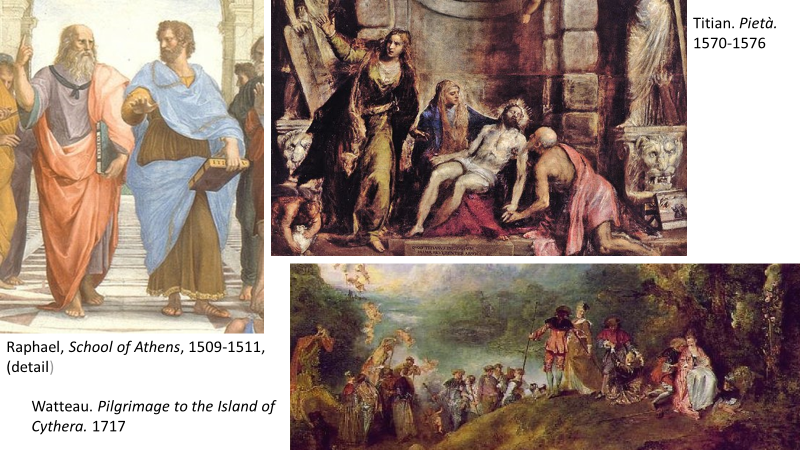 Titian. Pietà.
1570-1576
Raphael, School of Athens, 1509-1511,
(detail)
Watteau. Pilgrimage to the Island of
Cythera. 1717